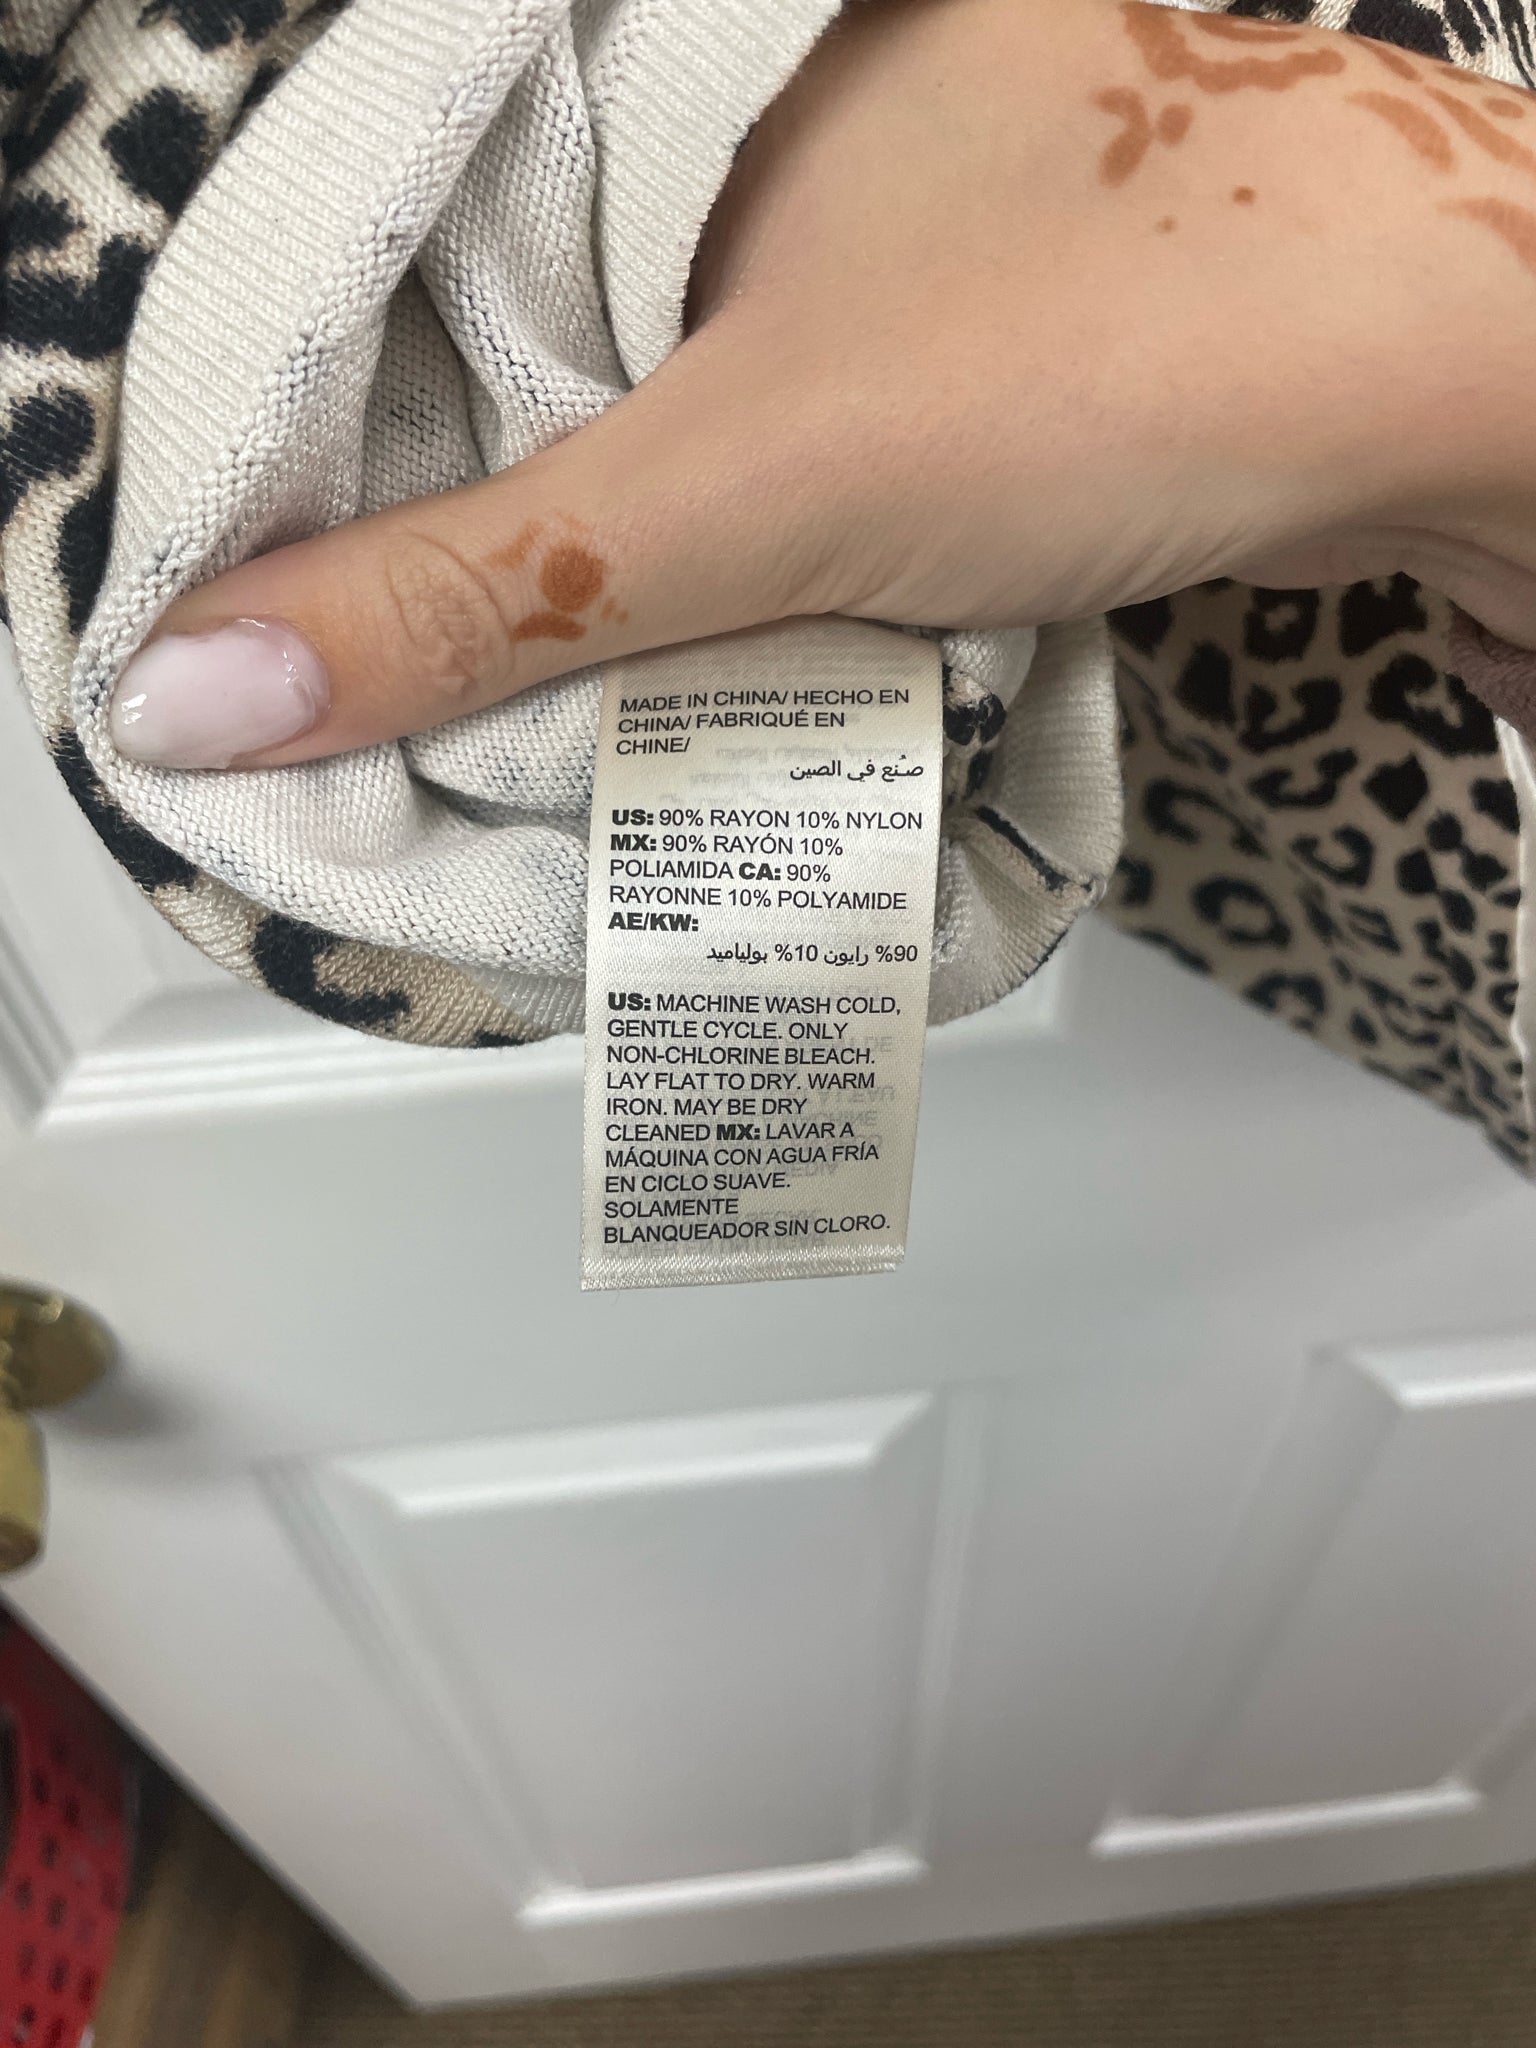 MADE IN CHINA/ HECHO EN
CHINA/ FABRIQUÉ EN
CHINE/
صُنع في الصين
US: 90% RAYON 10% NYLON
MX: 90% RAYÓN 10%
POLIAMIDA CA: 90%
RAYONNE 10% POLYAMIDE
AE/KW:
90% رايون 10% بولياميد
US: MACHINE WASH COLD,
GENTLE CYCLE. ONLY
NON-CHLORINE BLEACH.
LAY FLAT TO DRY. WARM
IRON. MAY BE DRY
CLEANED MX: LAVAR A
MÁQUINA CON AGUA FRÍA
EN CICLO SUAVE.
SOLAMENTE
BLANQUEADOR SIN CLORO.